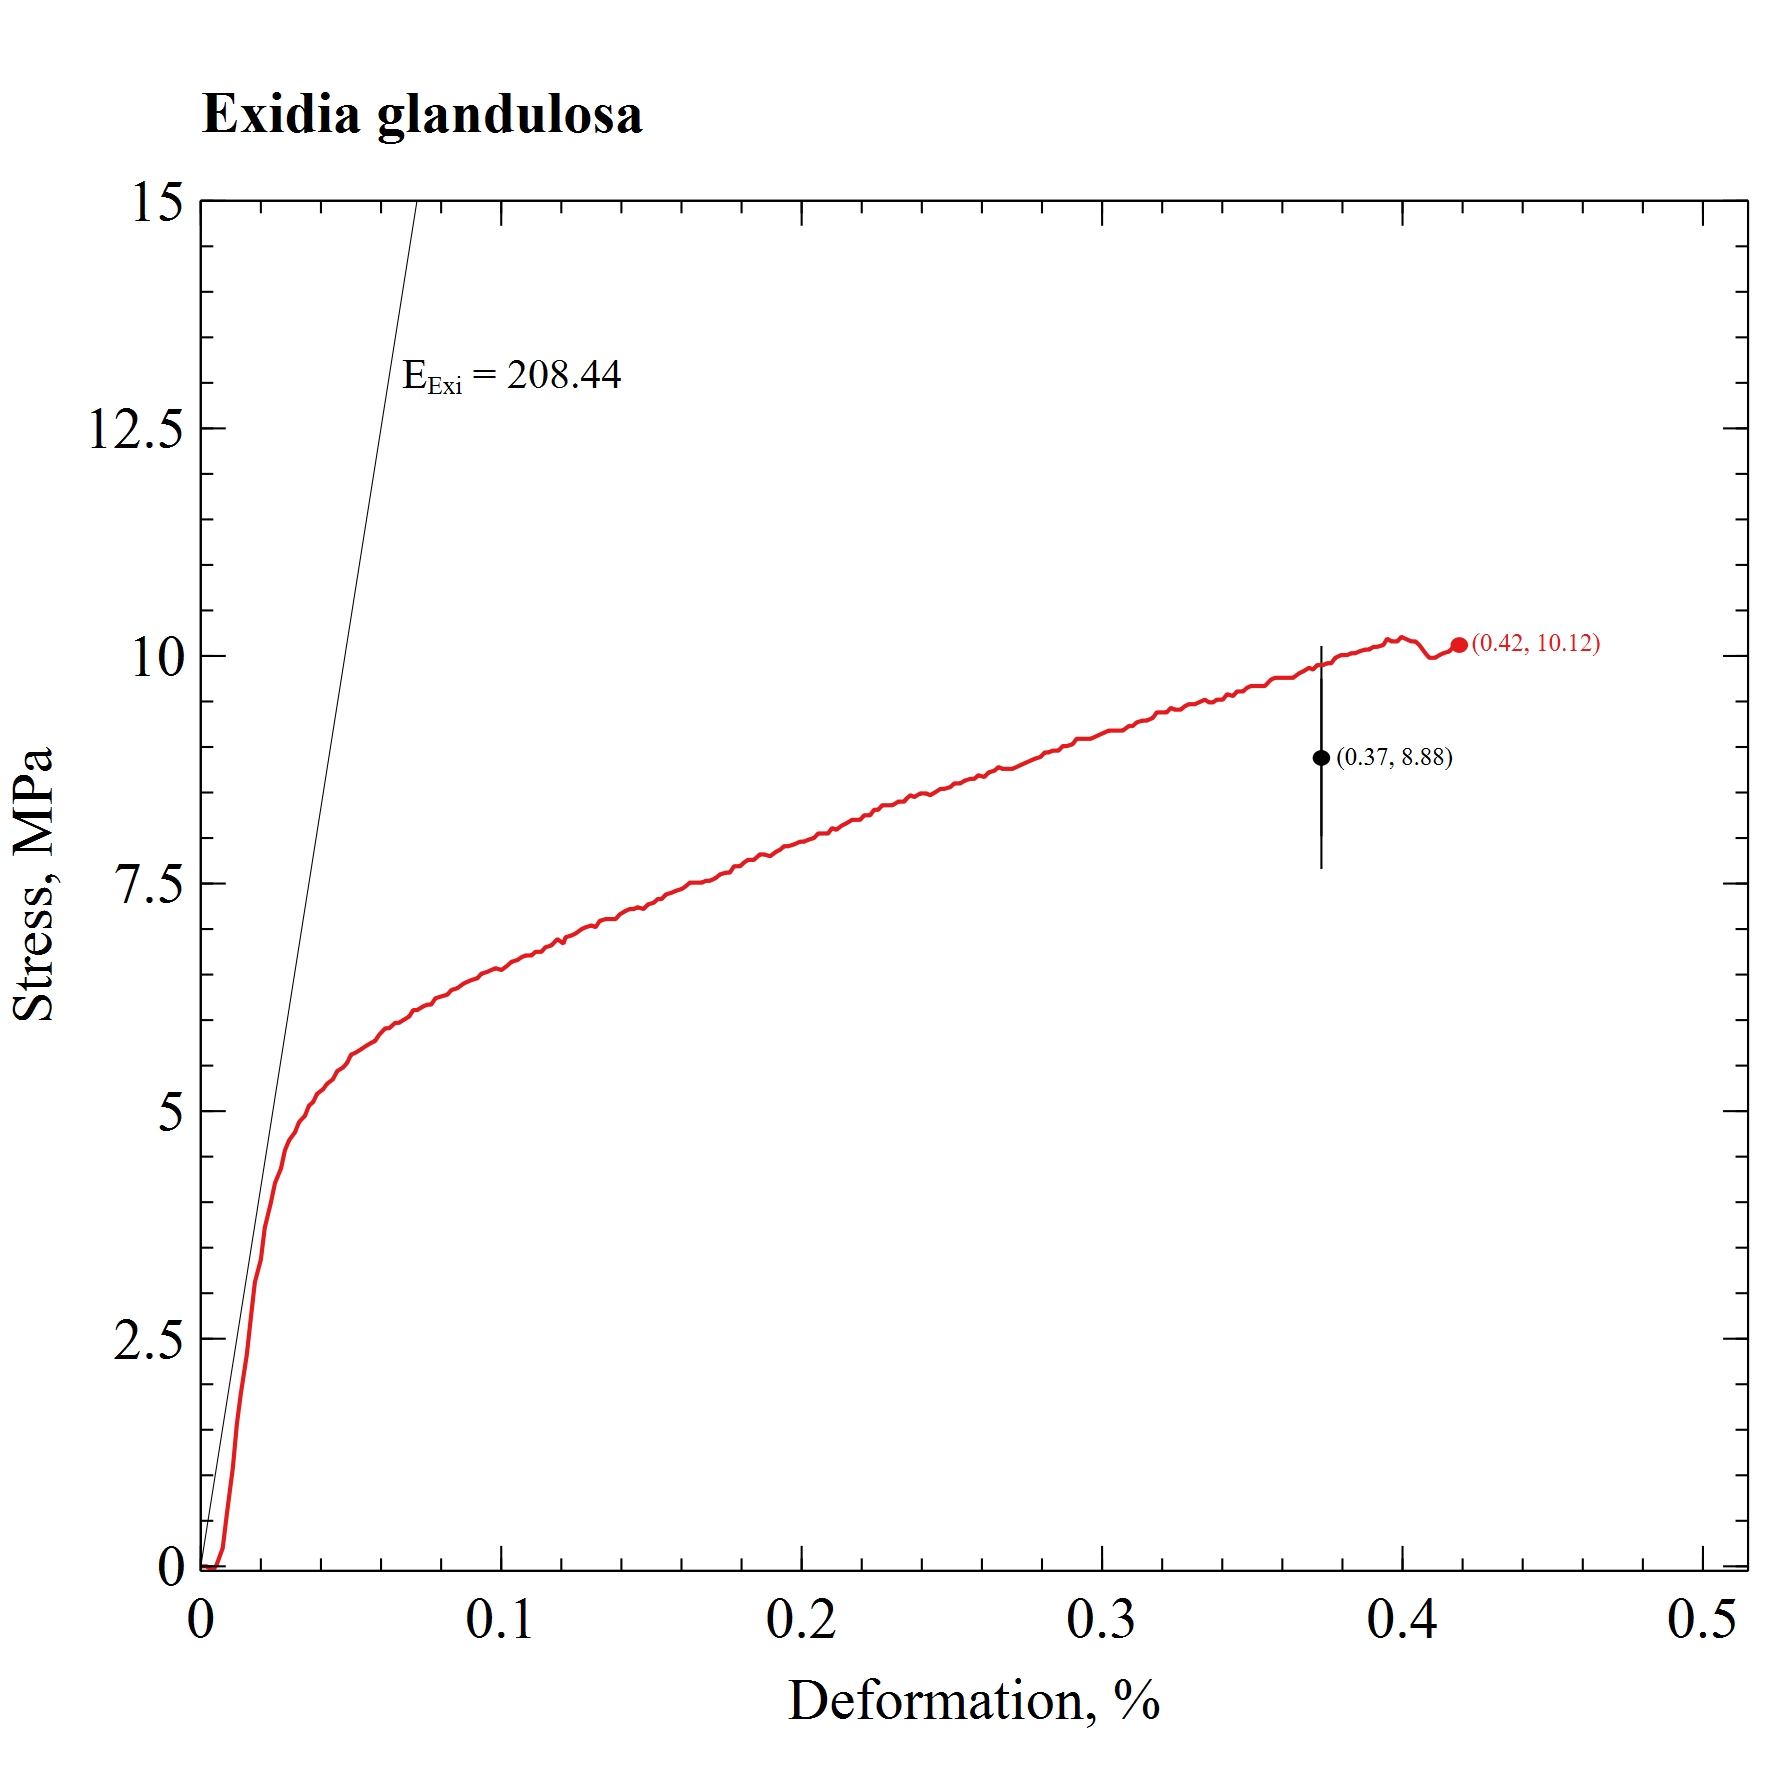 Exidia glandulosa
15
E_Exi = 208.44
12.5
10
(0.42, 10.12)
(0.37, 8.88)
7.5
5
2.5
0
Stress, MPa
0 0.1 0.2 0.3 0.4 0.5
Deformation, %